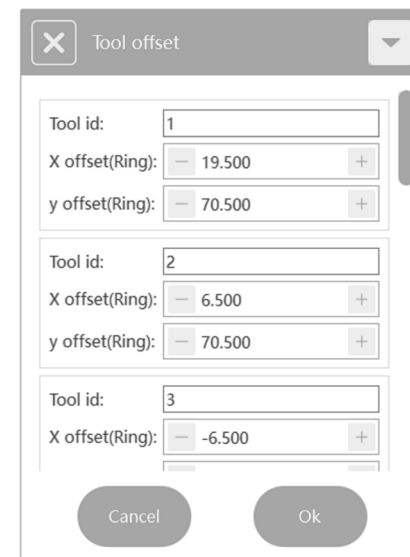 Tool offset
Tool id: 1
X offset(Ring): — 19.500 +
y offset(Ring): — 70.500 +
Tool id: 2
X offset(Ring): — 6.500 +
y offset(Ring): — 70.500 +
Tool id: 3
X offset(Ring): — -6.500 +
Cancel Ok